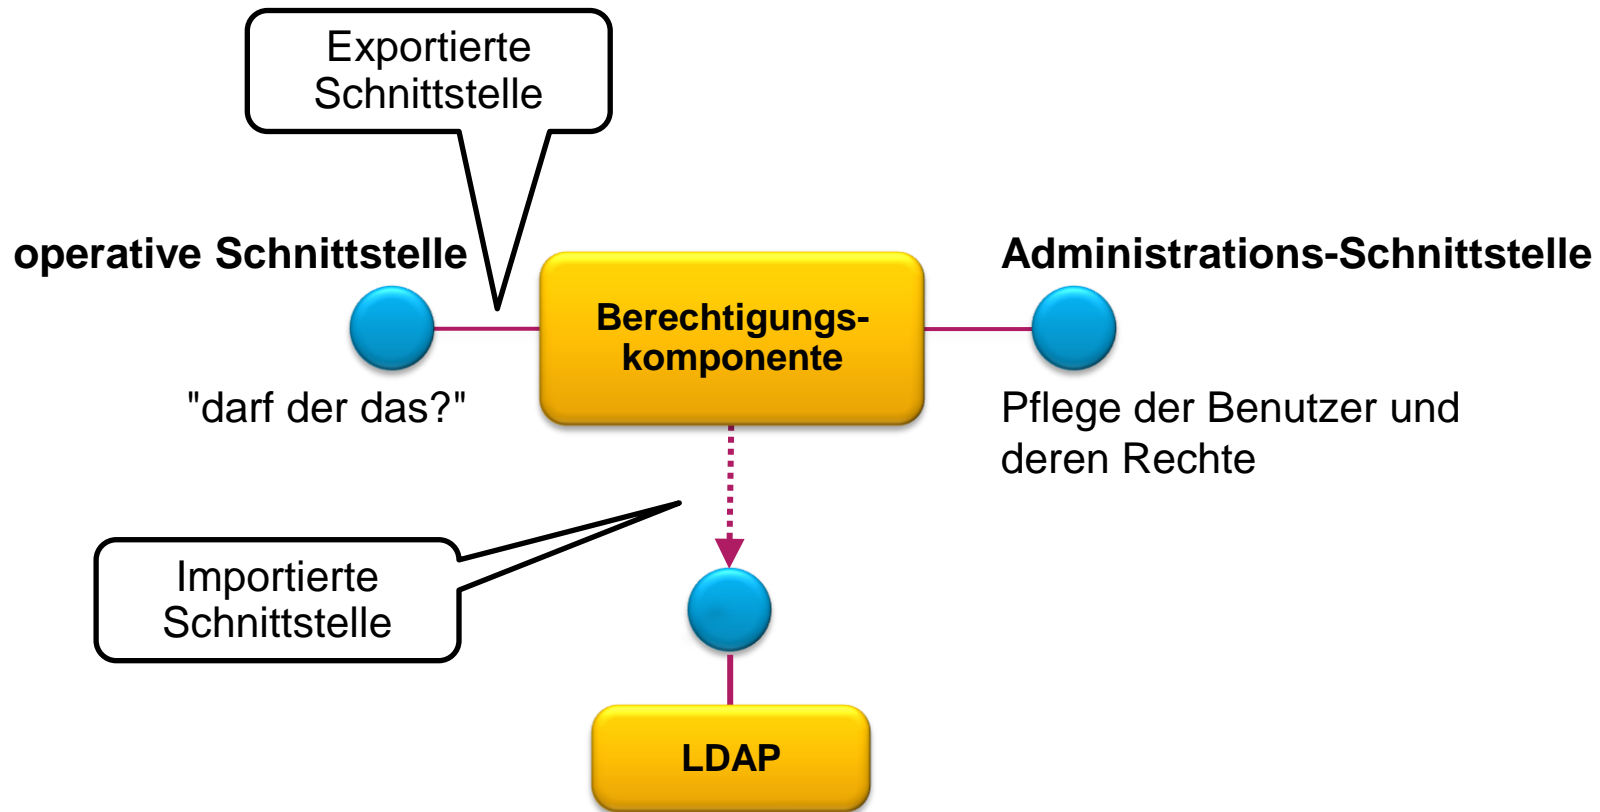 Exportierte
Schnittstelle
operative Schnittstelle
Administrations-Schnittstelle
Berechtigungs-
komponente
"darf der das?"
Pflege der Benutzer und
deren Rechte
Importierte
Schnittstelle
LDAP